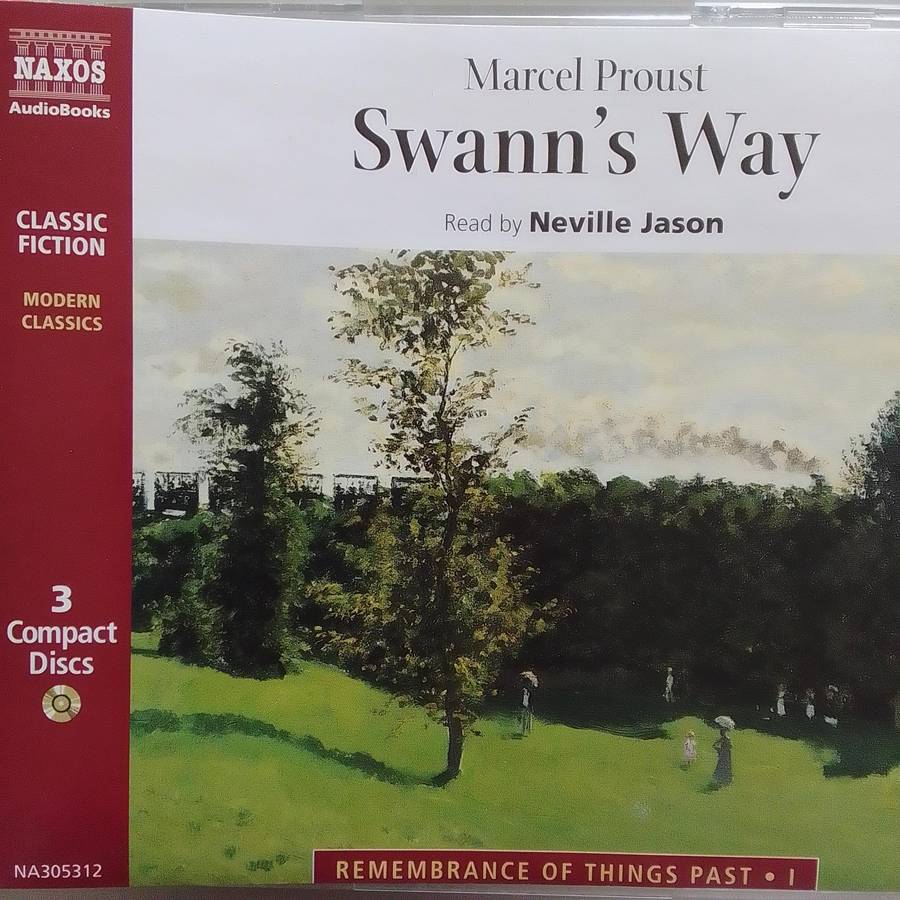 NAXOS
AudioBooks
CLASSIC
FICTION
MODERN
CLASSICS
3
Compact
Discs
NA305312
Marcel Proust
Swann's Way
Read by Neville Jason
REMEMBRANCE OF THINGS PAST • I